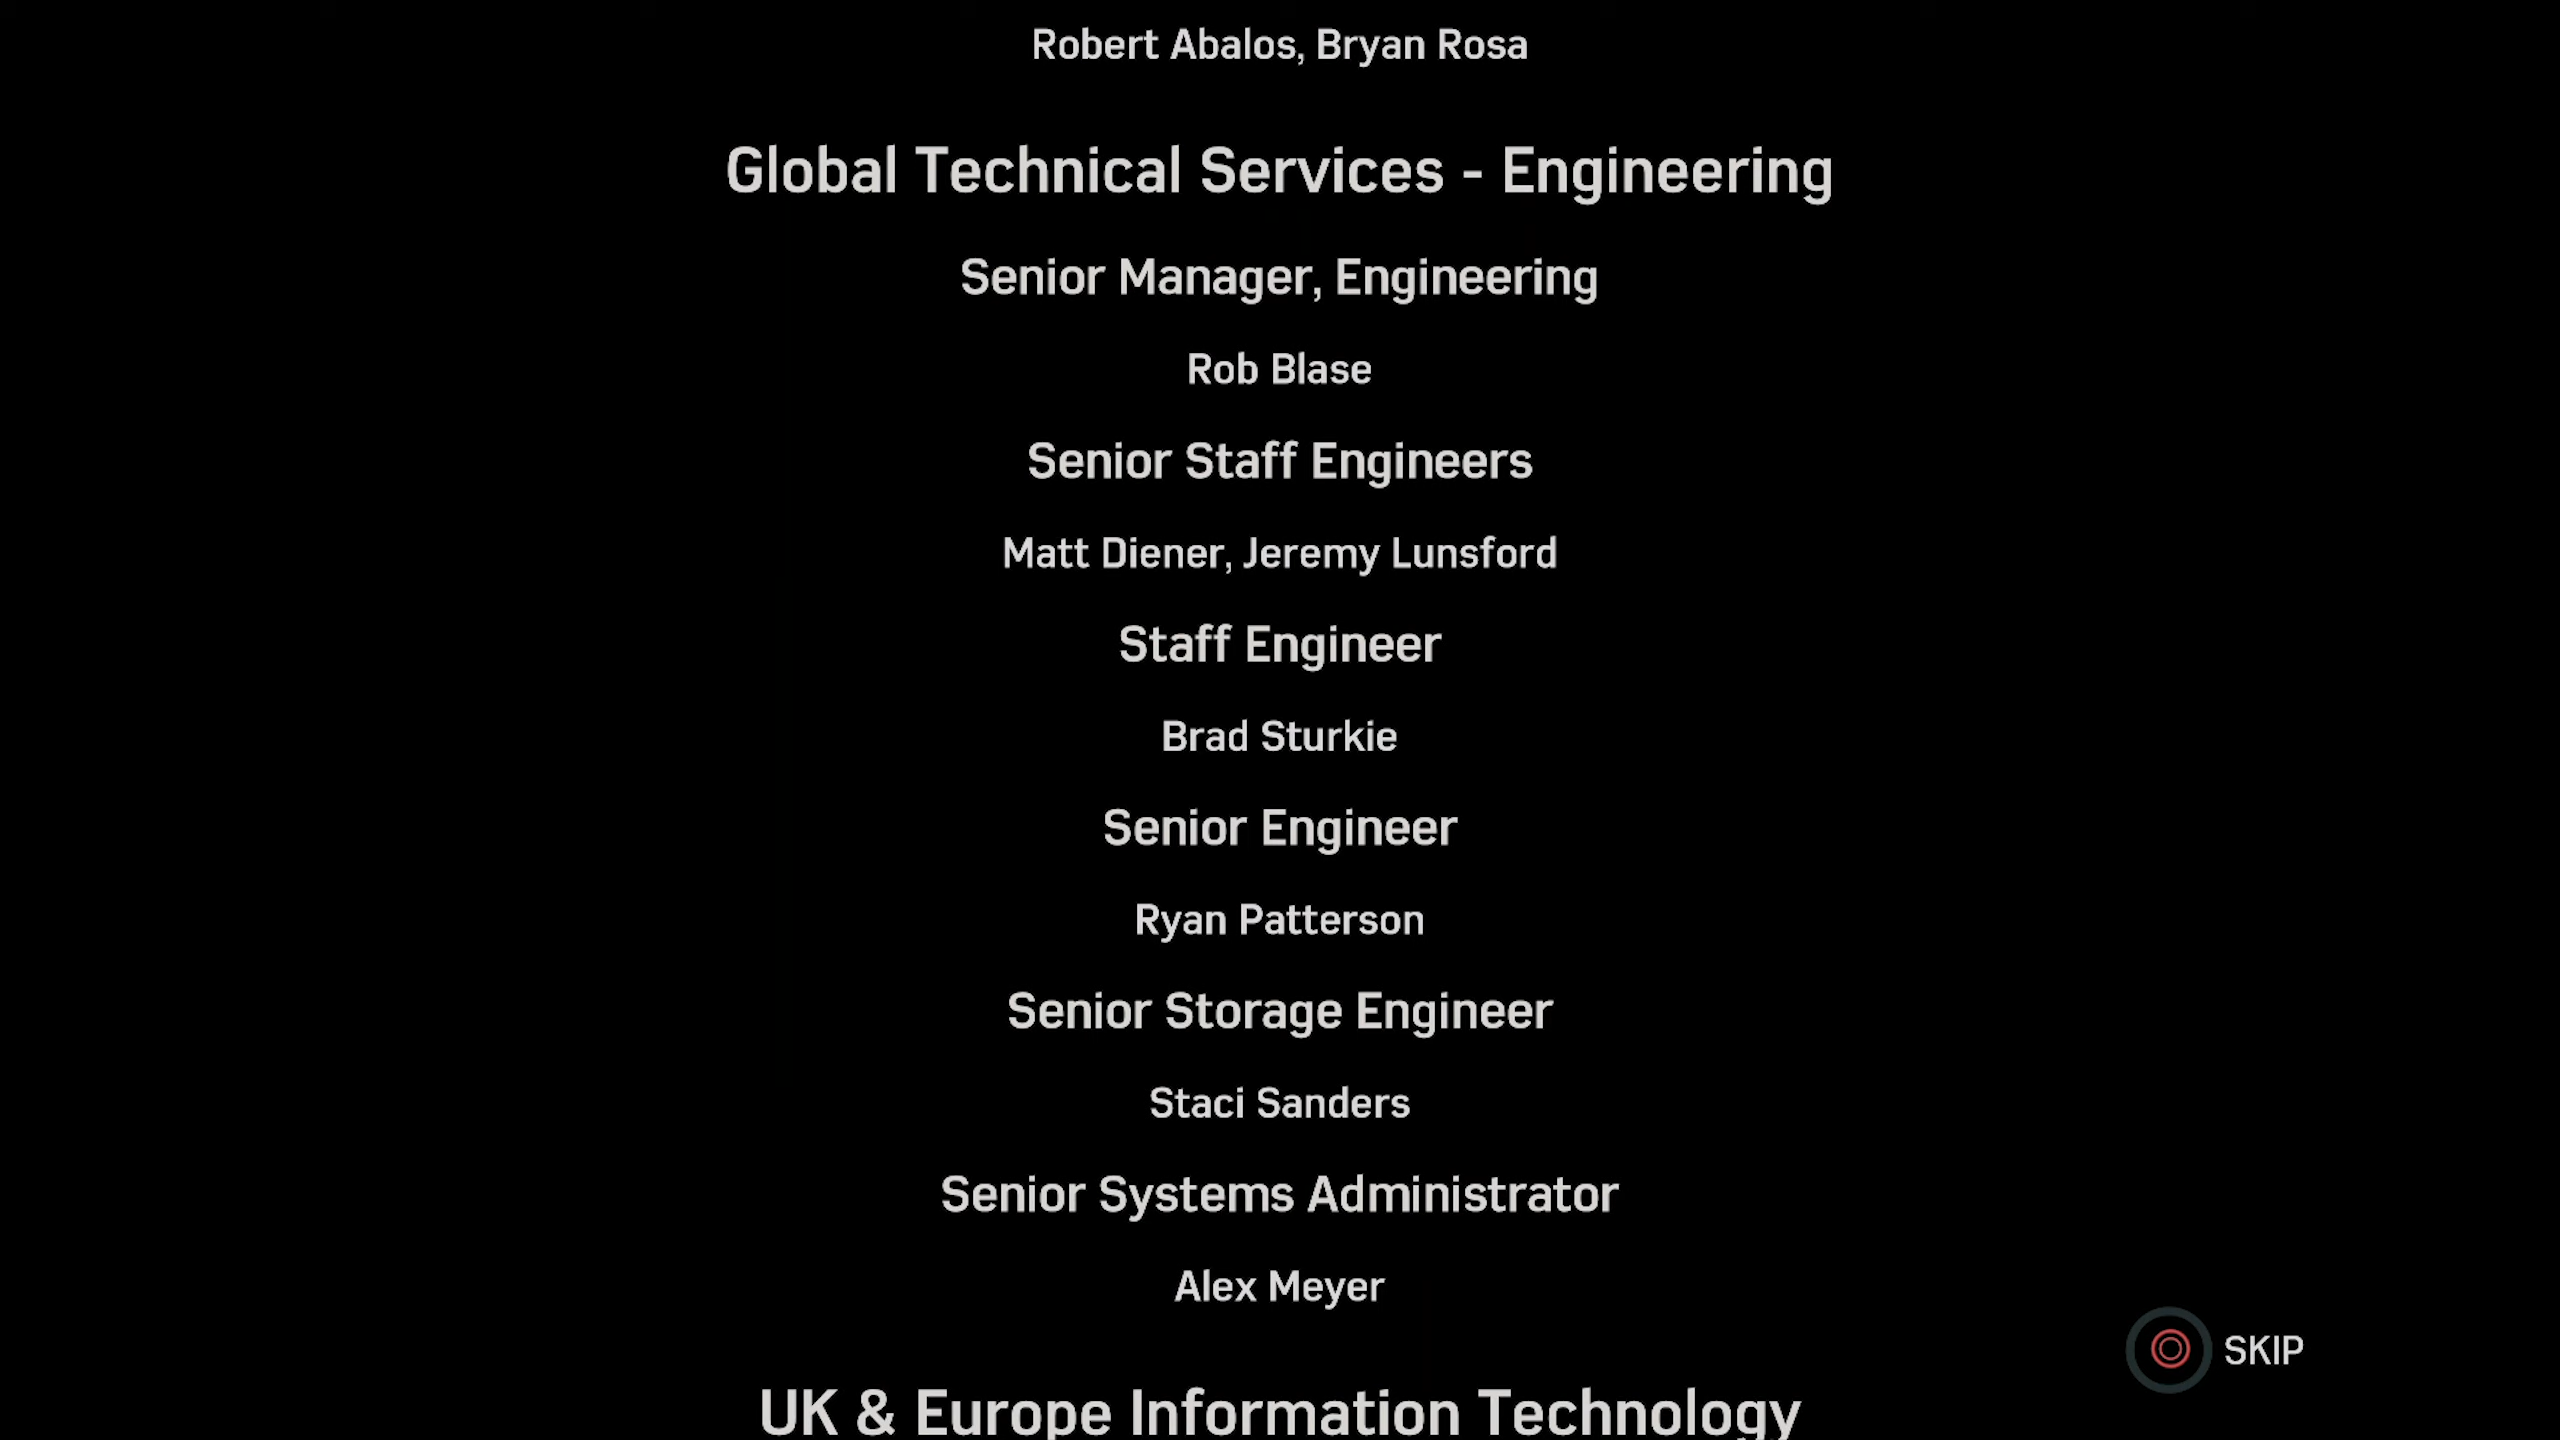 Robert Abalos, Bryan Rosa
Global Technical Services - Engineering
Senior Manager, Engineering
Rob Blase
Senior Staff Engineers
Matt Diener, Jeremy Lunsford
Staff Engineer
Brad Sturkie
Senior Engineer
Ryan Patterson
Senior Storage Engineer
Staci Sanders
Senior Systems Administrator
Alex Meyer
SKIP
UK & Europe Information Technology